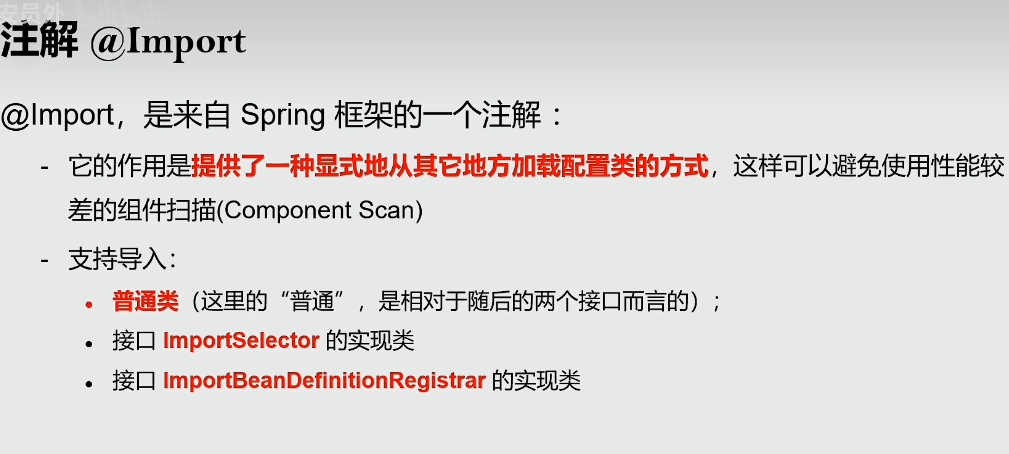 安员外
注解 @Import
@Import，是来自 Spring 框架的一个注解：
- 它的作用是提供了一种显式地从其它地方加载配置类的方式，这样可以避免使用性能较
差的组件扫描(Component Scan)
- 支持导入：
• 普通类（这里的“普通”，是相对于随后的两个接口而言的）；
• 接口 ImportSelector 的实现类
• 接口 ImportBeanDefinitionRegistrar 的实现类